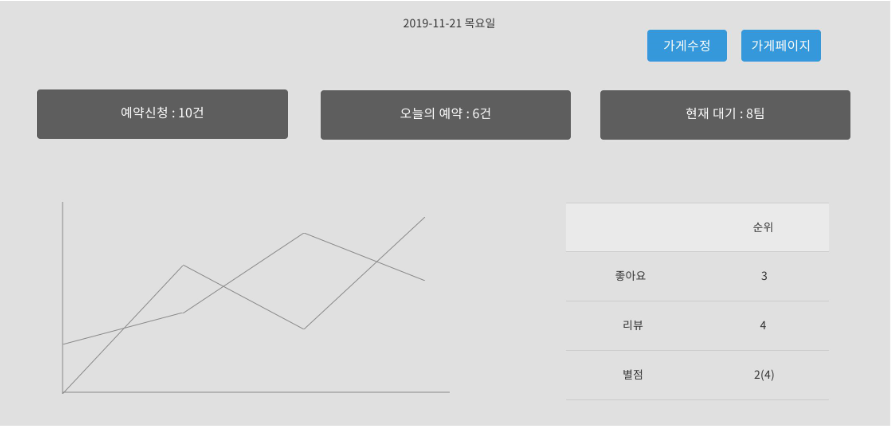 2019-11-21 목요일
가게수정
가게페이지
예약신청 : 10건
오늘의 예약 : 6건
현재 대기 : 8팀
순위
좋아요 3
리뷰 4
별점 2(4)